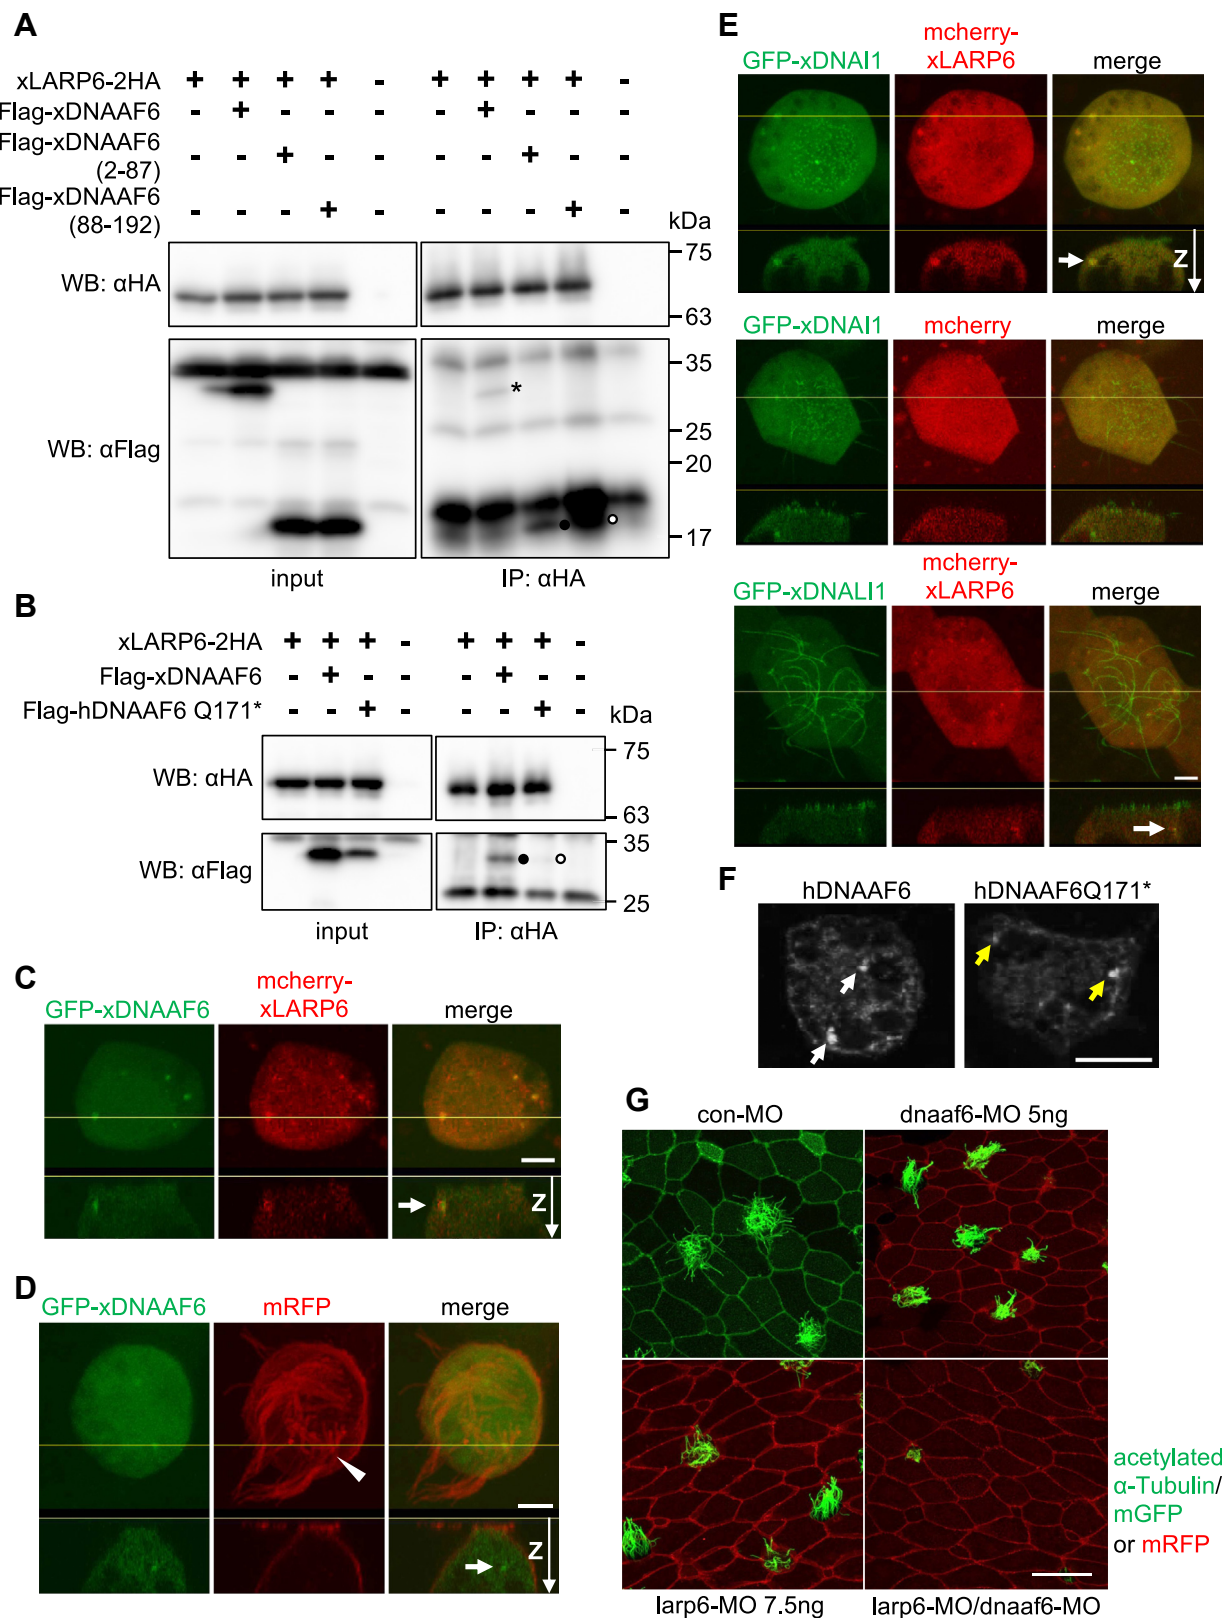 A
xLARP6-2HA + + + + - + + + + -
Flag-xDNAAF6 - + - - - - + - - -
Flag-xDNAAF6 (2-87) - - + - - - - + - -
Flag-xDNAAF6 (88-192) - - - + - - - - + -
kDa
WB: αHA
75
63
WB: αFlag
35
*
25
20
17
input
IP: αHA
B
xLARP6-2HA + + + - + + + -
Flag-xDNAAF6 - + - - - + - -
Flag-hDNAAF6 Q171* - - + - - - + -
kDa
WB: αHA
75
63
WB: αFlag
35
25
input
IP: αHA
C
GFP-xDNAAF6
mcherry-
xLARP6
merge
Z
D
GFP-xDNAAF6
mRFP
merge
Z
E
GFP-xDNAI1
mcherry-
xLARP6
merge
Z
GFP-xDNAI1
mcherry
merge
GFP-xDNALI1
mcherry-
xLARP6
merge
F
hDNAAF6
hDNAAF6Q171*
G
con-MO
dnaaf6-MO 5ng
acetylated
α-Tubulin/
mGFP
or mRFP
larp6-MO 7.5ng
larp6-MO/dnaaf6-MO